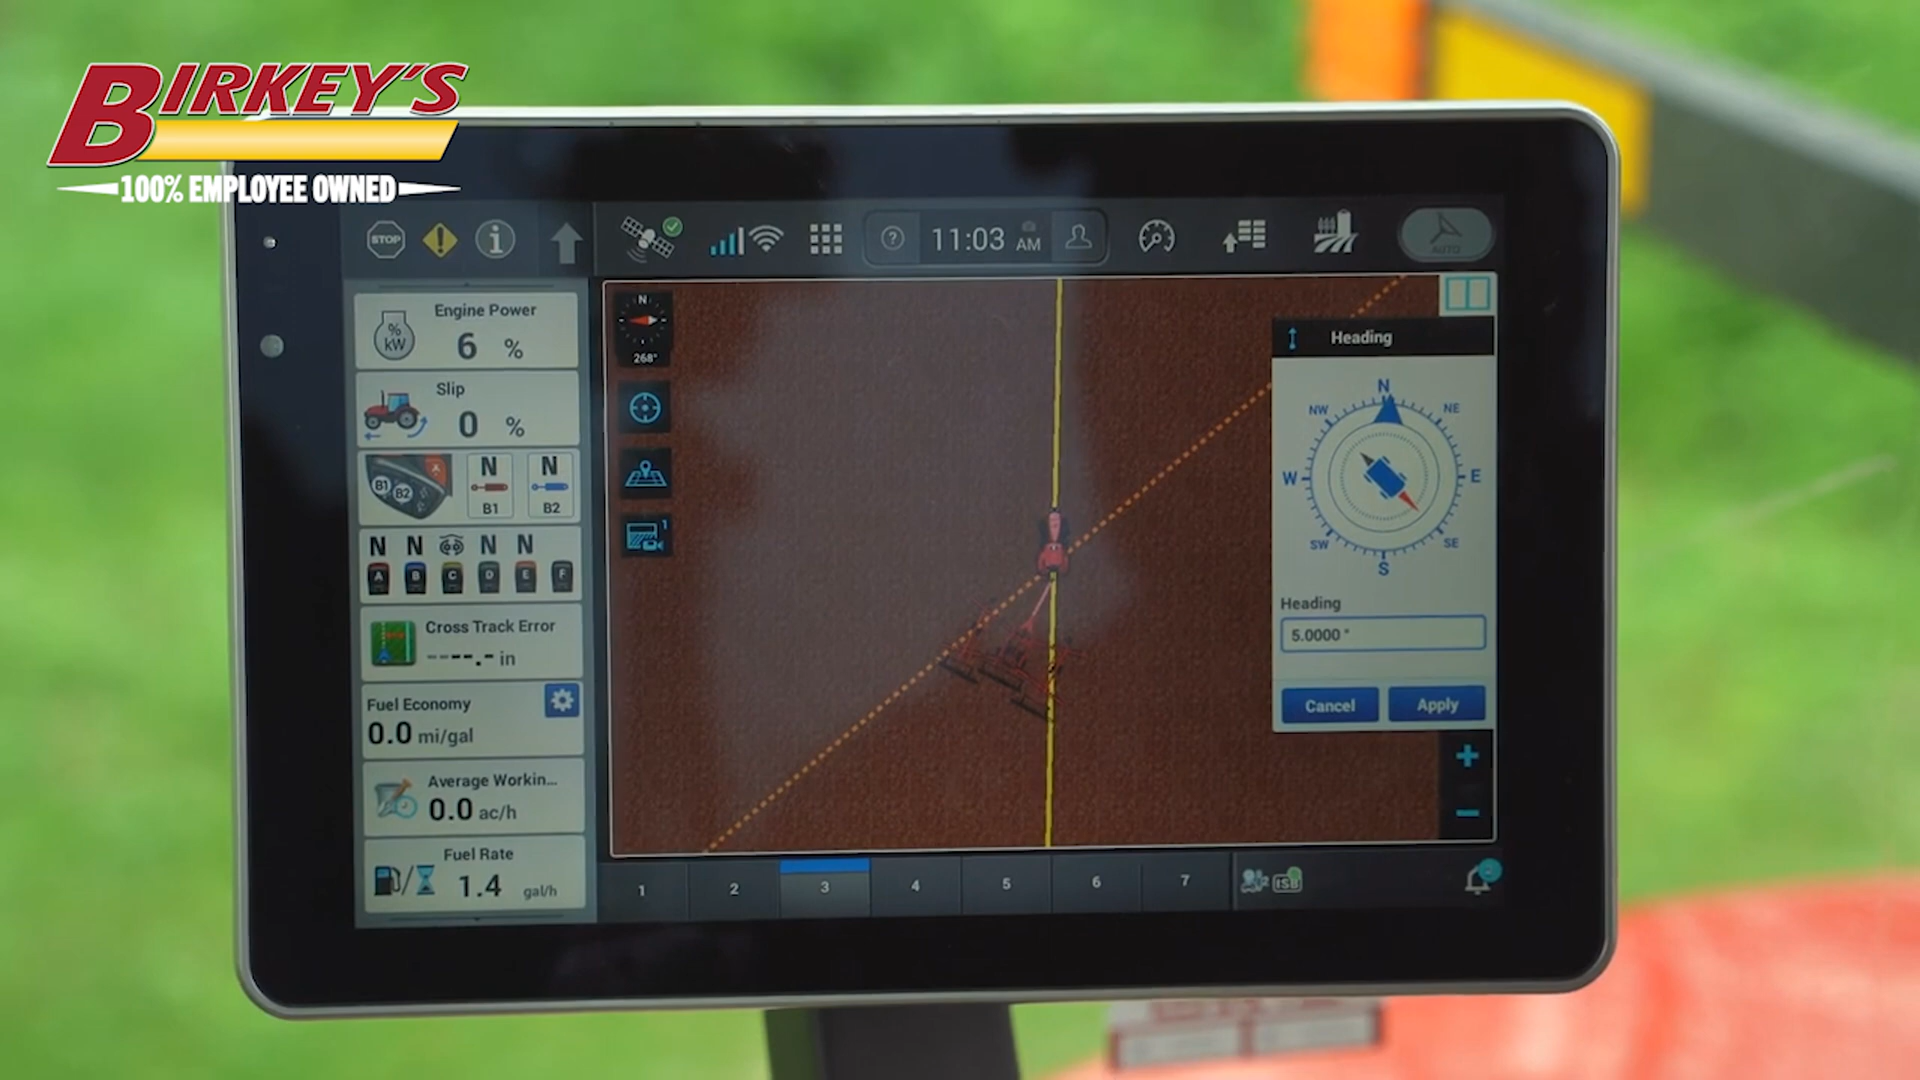 BIRKEY'S
100% EMPLOYEE OWNED
STOP
11:03 AM
AUTO
Engine Power
% kW
6 %
Slip
0 %
B1 B2
N N
B1 B2
N N N N
A B C D E F
Cross Track Error
----.- in
Fuel Economy
0.0 mi/gal
Average Workin...
0.0 ac/h
Fuel Rate
1.4 gal/h
N
268°
1
Heading
N
NW NE
W E
SW SE
S
Heading
5.0000 °
Cancel Apply
1 2 3 4 5 6 7
ISB